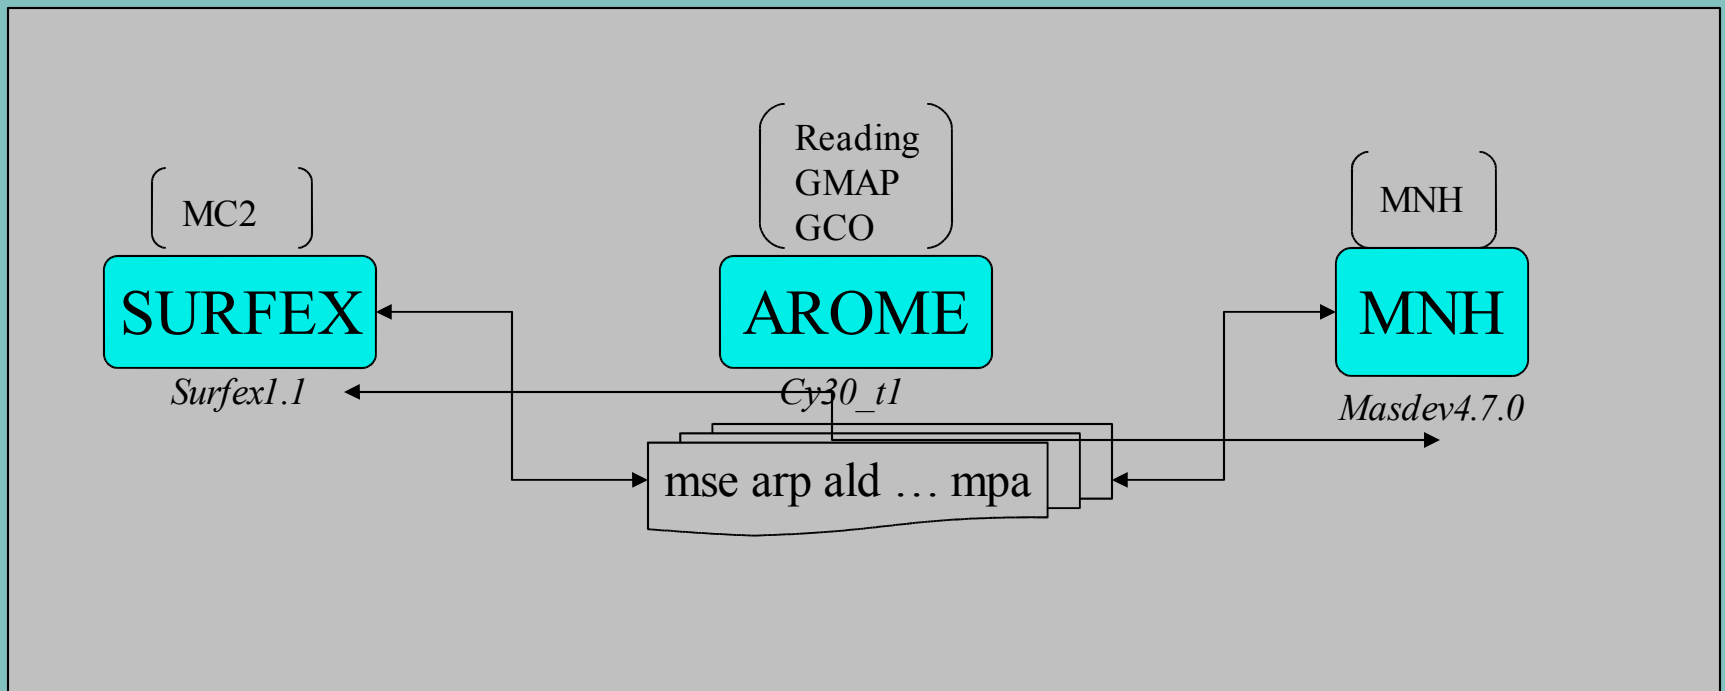 Reading
GMAP
GCO
MC2
MNH
SURFEX
AROME
MNH
Surfex1.1
Cy30_t1
Masdev4.7.0
mse arp ald … mpa